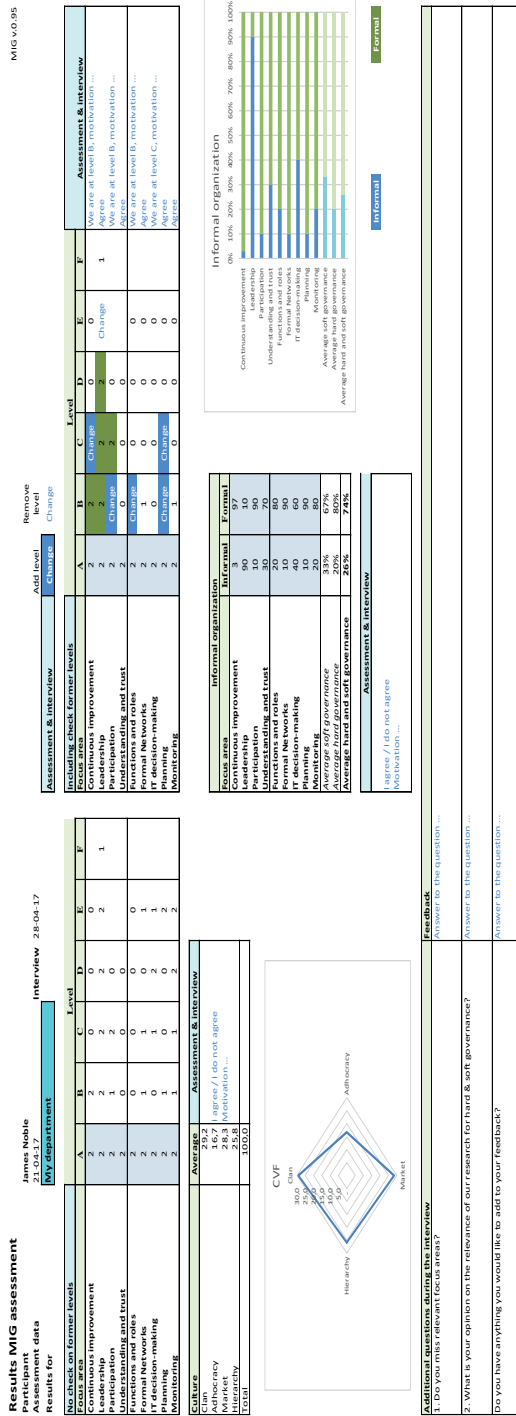 Results MIG assessment MIG v.0.95
Participant James Noble
Assessment data 21-04-17 Interview 28-04-17
Results for My department
Add level Remove level
Assessment & interview Change Change
No check on former levels Level
Focus area A B C D E F
Continuous improvement 2 2 0 0 0
Leadership 2 2 2 2 2 1
Participation 2 1 2 0 0
Understanding and trust 2 0 0 0
Functions and roles 2 0 0 0 0
Formal Networks 2 1 1 0 1
IT decision-making 2 0 1 2 1
Planning 2 1 0 0 2
Monitoring 2 1 1 2 2
Including check former levels Level Assessment & interview
Focus area A B C D E F
Continuous improvement 2 2 Change 0 0 We are at level B, motivation ...
Leadership 2 2 2 2 Change 1 Agree
Participation 2 Change 2 0 0 We are at level B, motivation ...
Understanding and trust 2 0 0 0 Agree
Functions and roles 2 Change 0 0 0 We are at level B, motivation ...
Formal Networks 2 1 0 0 0 Agree
IT decision-making 2 0 0 0 0 We are at level C, motivation ...
Planning 2 Change Change 0 0 Agree
Monitoring 2 1 0 0 0 Agree
Culture Average Assessment & interview
Clan 29,2
Adhocracy 16,7 I agree / I do not agree
Market 28,3 Motivation ...
Hierarchy 25,8
Total 100,0
CVF
Clan
30,0
25,0
20,0
15,0
10,0
5,0
-
Hierarchy
Adhocracy
Market
Informal organization
Focus area Informal Formal
Continuous improvement 3 97
Leadership 90 10
Participation 10 90
Understanding and trust 30 70
Functions and roles 20 80
Formal Networks 10 90
IT decision-making 40 60
Planning 10 90
Monitoring 20 80
Average soft governance 33% 67%
Average hard governance 20% 80%
Average hard and soft governance 26% 74%
Assessment & interview
I agree / I do not agree
Motivation ...
Informal organization
0% 10% 20% 30% 40% 50% 60% 70% 80% 90% 100%
Continuous improvement
Leadership
Participation
Understanding and trust
Functions and roles
Formal Networks
IT decision-making
Planning
Monitoring
Average soft governance
Average hard governance
Average hard and soft governance
Informal Formal
Additional questions during the interview Feedback
1. Do you miss relevant focus areas? Answer to the question ...
2. What is your opinion on the relevance of our research for hard & soft governance? Answer to the question ...
Do you have anything you would like to add to your feedback? Answer to the question ...